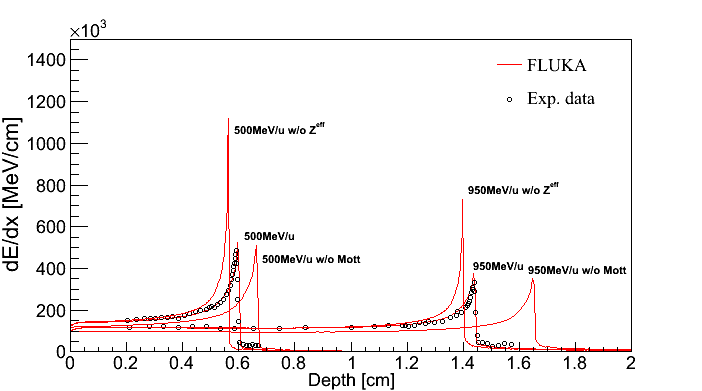 ×10³
1400
1200
1000
800
600
400
200
0
dE/dx [MeV/cm]
FLUKA
Exp. data
500MeV/u w/o Z^eff
500MeV/u
500MeV/u w/o Mott
950MeV/u w/o Z^eff
950MeV/u
950MeV/u w/o Mott
0 0.2 0.4 0.6 0.8 1 1.2 1.4 1.6 1.8 2
Depth [cm]